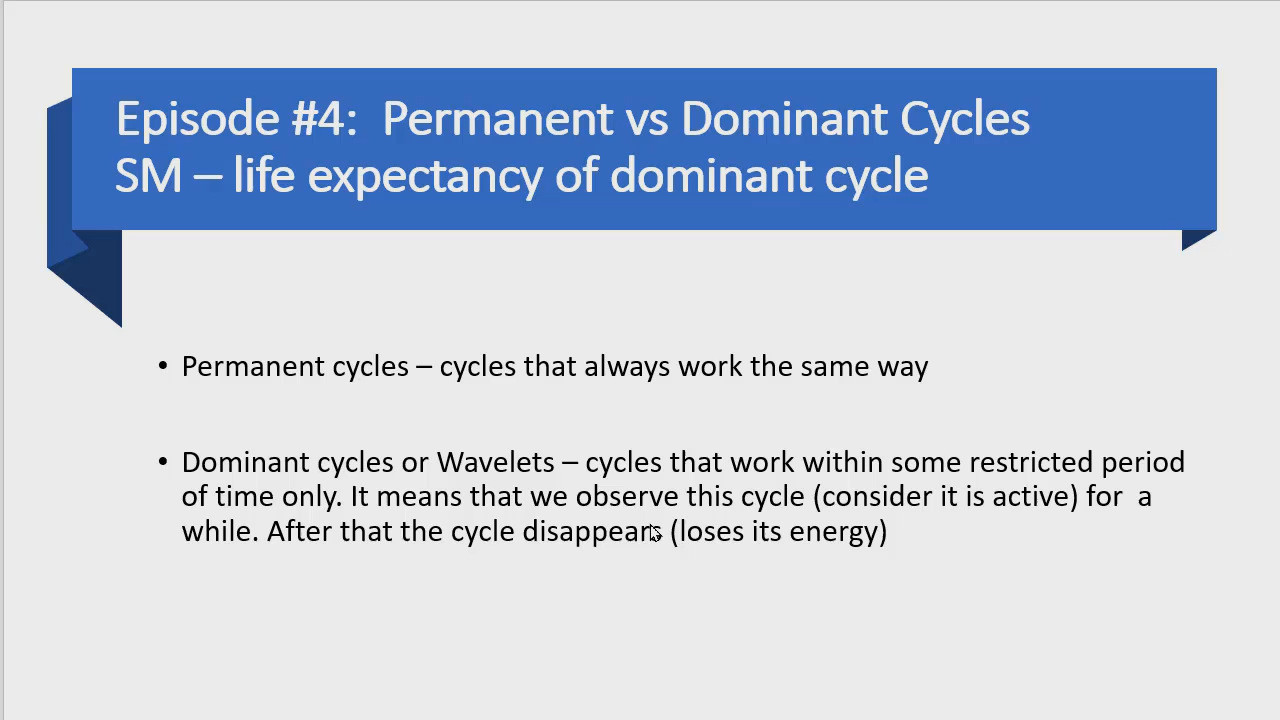 Episode #4:  Permanent vs Dominant Cycles
SM – life expectancy of dominant cycle
• Permanent cycles – cycles that always work the same way
• Dominant cycles or Wavelets – cycles that work within some restricted period
of time only. It means that we observe this cycle (consider it is active) for  a
while. After that the cycle disappears (loses its energy)